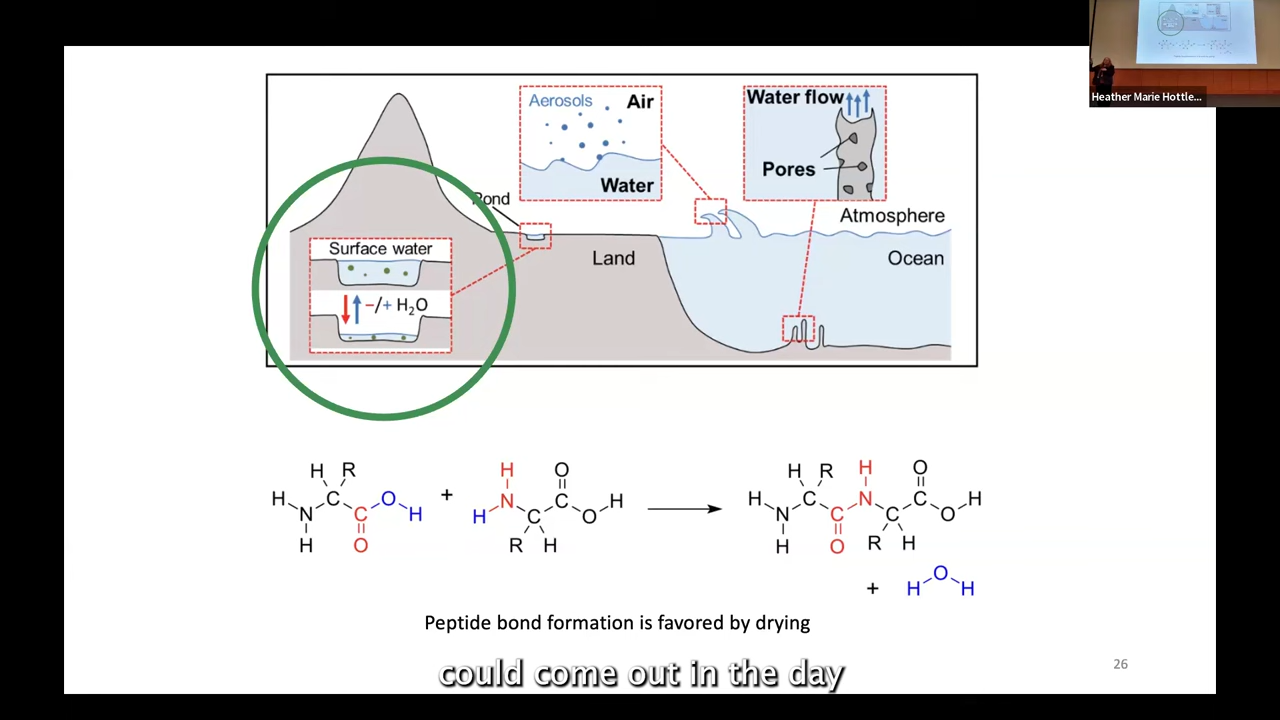 Heather Marie Hottle...
Aerosols
Air
Water
Water flow
Pores
Pond
Atmosphere
Surface water
Land
Ocean
−/+ H₂O
H R
H N C C O H
H O
+
H O
H N C C O H
R H
H R H O
H N C C N C C O H
H O R H
+ H O H
Peptide bond formation is favored by drying
could come out in the day
26